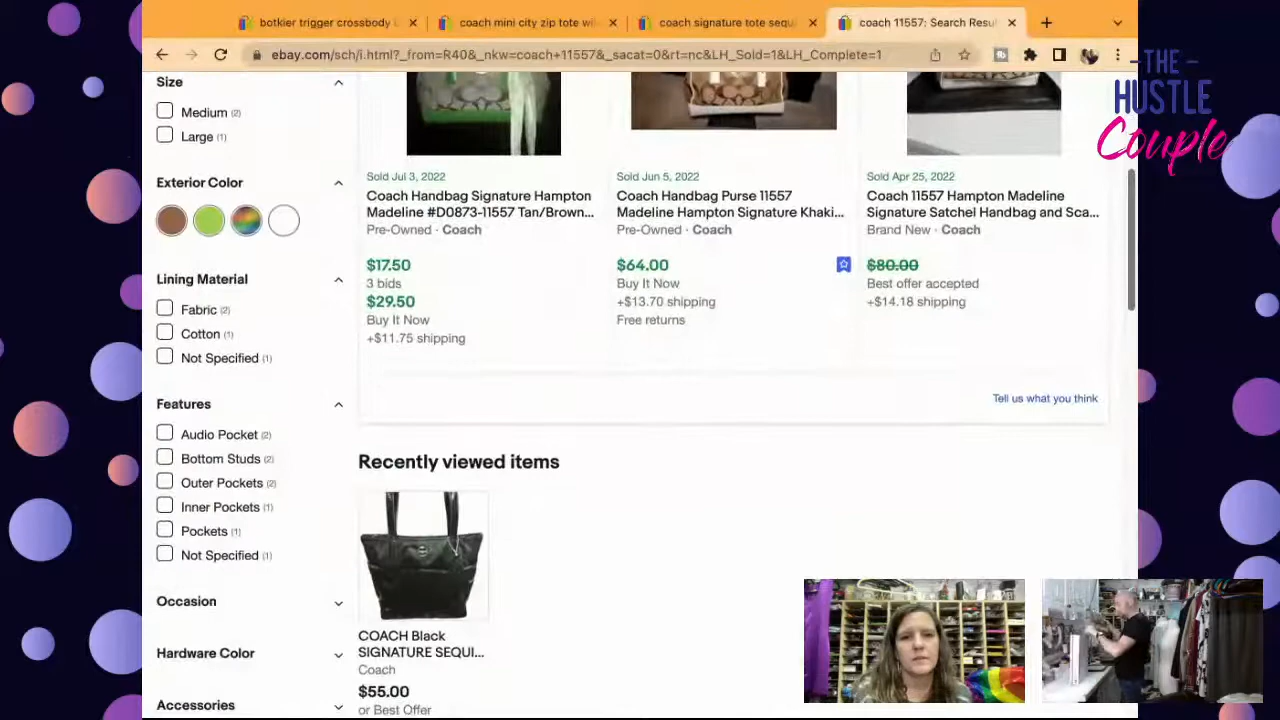 botkier trigger crossbody
coach mini city zip tote wi
coach signature tote sequ
coach 11557: Search Resul
ebay.com/sch/i.html?_from=R40&_nkw=coach+11557&_sacat=0&rt=nc&LH_Sold=1&LH_Complete=1
-THE-
HUSTLE
Couple
Size
Medium (2)
Large (1)
Exterior Color
Lining Material
Fabric (2)
Cotton (1)
Not Specified (1)
Features
Audio Pocket (2)
Bottom Studs (2)
Outer Pockets (2)
Inner Pockets (1)
Pockets (1)
Not Specified (1)
Occasion
Hardware Color
Accessories
Sold Jul 3, 2022
Coach Handbag Signature Hampton
Madeline #D0873-11557 Tan/Brown...
Pre-Owned · Coach
$17.50
3 bids
$29.50
Buy It Now
+$11.75 shipping
Sold Jun 5, 2022
Coach Handbag Purse 11557
Madeline Hampton Signature Khaki...
Pre-Owned · Coach
$64.00
Buy It Now
+$13.70 shipping
Free returns
Sold Apr 25, 2022
Coach 11557 Hampton Madeline
Signature Satchel Handbag and Sca...
Brand New · Coach
$80.00
Best offer accepted
+$14.18 shipping
Tell us what you think
Recently viewed items
COACH Black
SIGNATURE SEQUI...
Coach
$55.00
or Best Offer